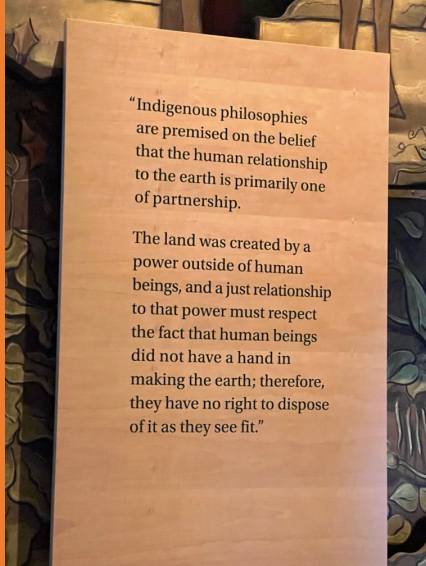 “Indigenous philosophies
are premised on the belief
that the human relationship
to the earth is primarily one
of partnership.
The land was created by a
power outside of human
beings, and a just relationship
to that power must respect
the fact that human beings
did not have a hand in
making the earth; therefore,
they have no right to dispose
of it as they see fit.”